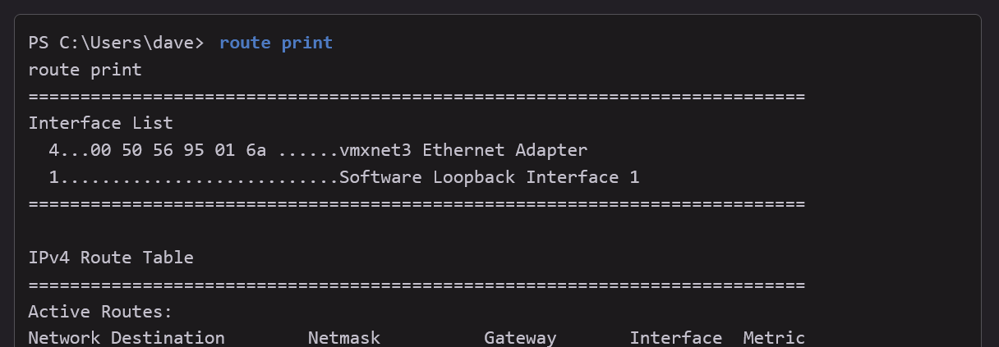 PS C:\Users\dave> route print
route print
===========================================================================
Interface List
  4...00 50 56 95 01 6a ......vmxnet3 Ethernet Adapter
  1...........................Software Loopback Interface 1
===========================================================================

IPv4 Route Table
===========================================================================
Active Routes:
Network Destination        Netmask          Gateway       Interface  Metric